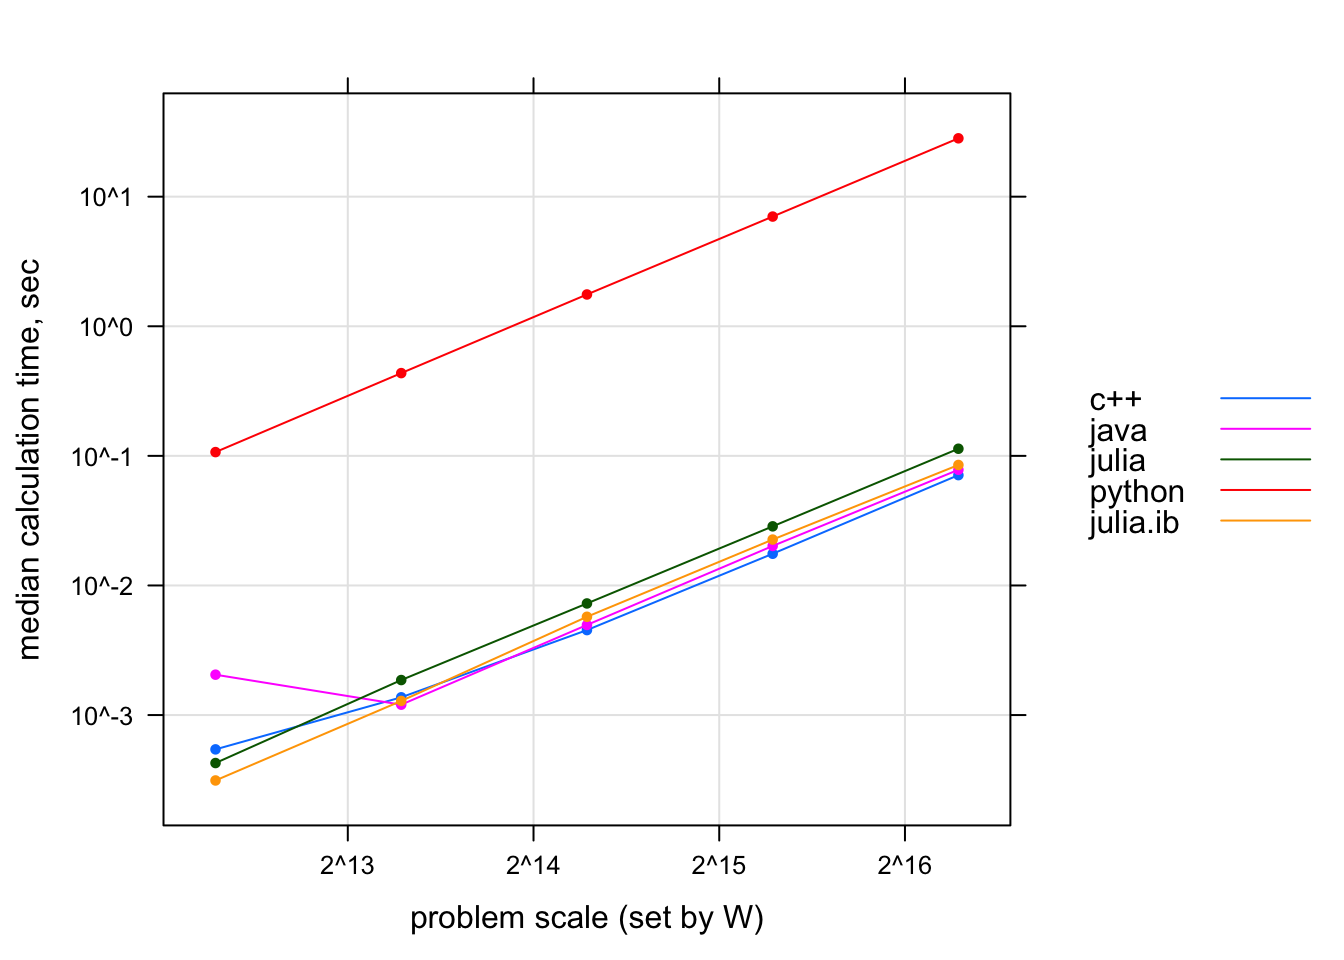 median calculation time, sec
10^1
10^0
10^-1
10^-2
10^-3
2^13
2^14
2^15
2^16
problem scale (set by W)
c++
java
julia
python
julia.ib